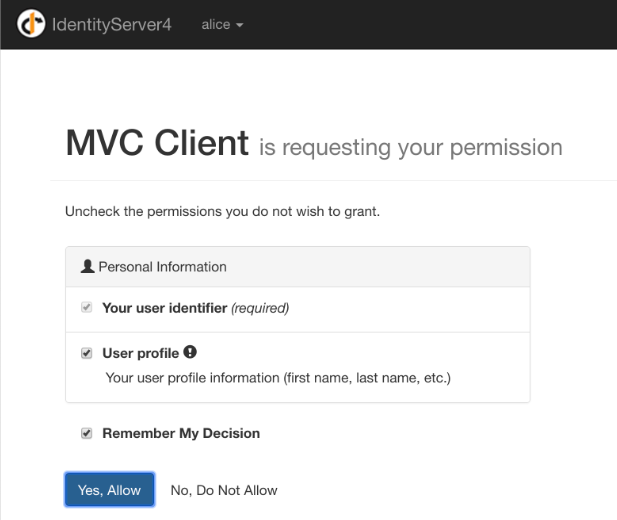 IdentityServer4 alice
MVC Client is requesting your permission
Uncheck the permissions you do not wish to grant.
Personal Information
Your user identifier (required)
User profile
Your user profile information (first name, last name, etc.)
Remember My Decision
Yes, Allow No, Do Not Allow